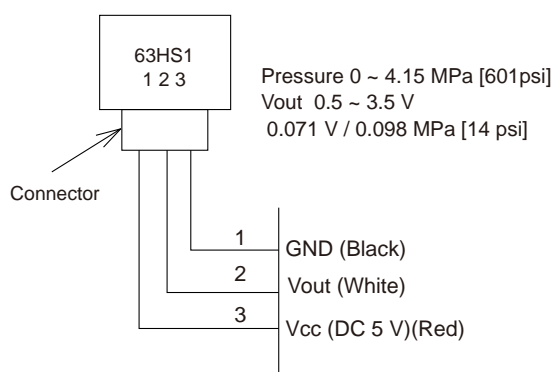 63HS1
1 2 3
Pressure 0 ~ 4.15 MPa [601psi]
Vout 0.5 ~ 3.5 V
0.071 V / 0.098 MPa [14 psi]
Connector
1
GND (Black)
2
Vout (White)
3
Vcc (DC 5 V)(Red)